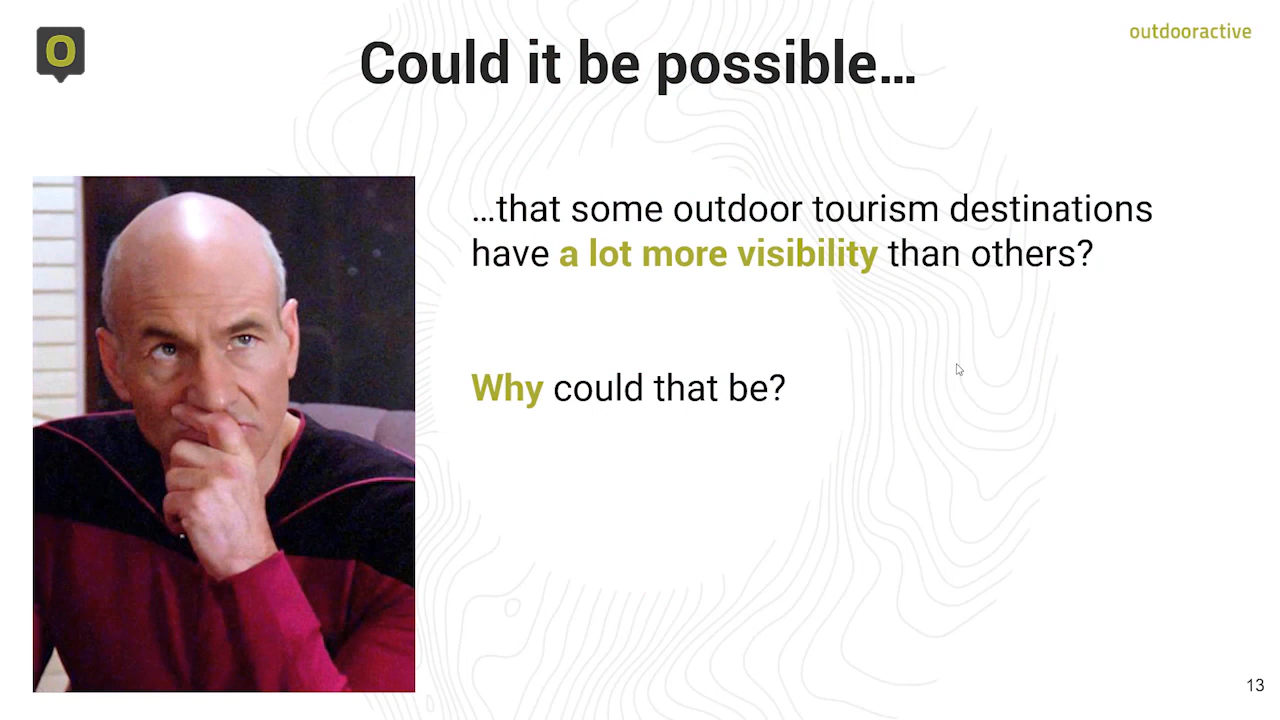 O
outdooractive
Could it be possible…
…that some outdoor tourism destinations
have a lot more visibility than others?
Why could that be?
13